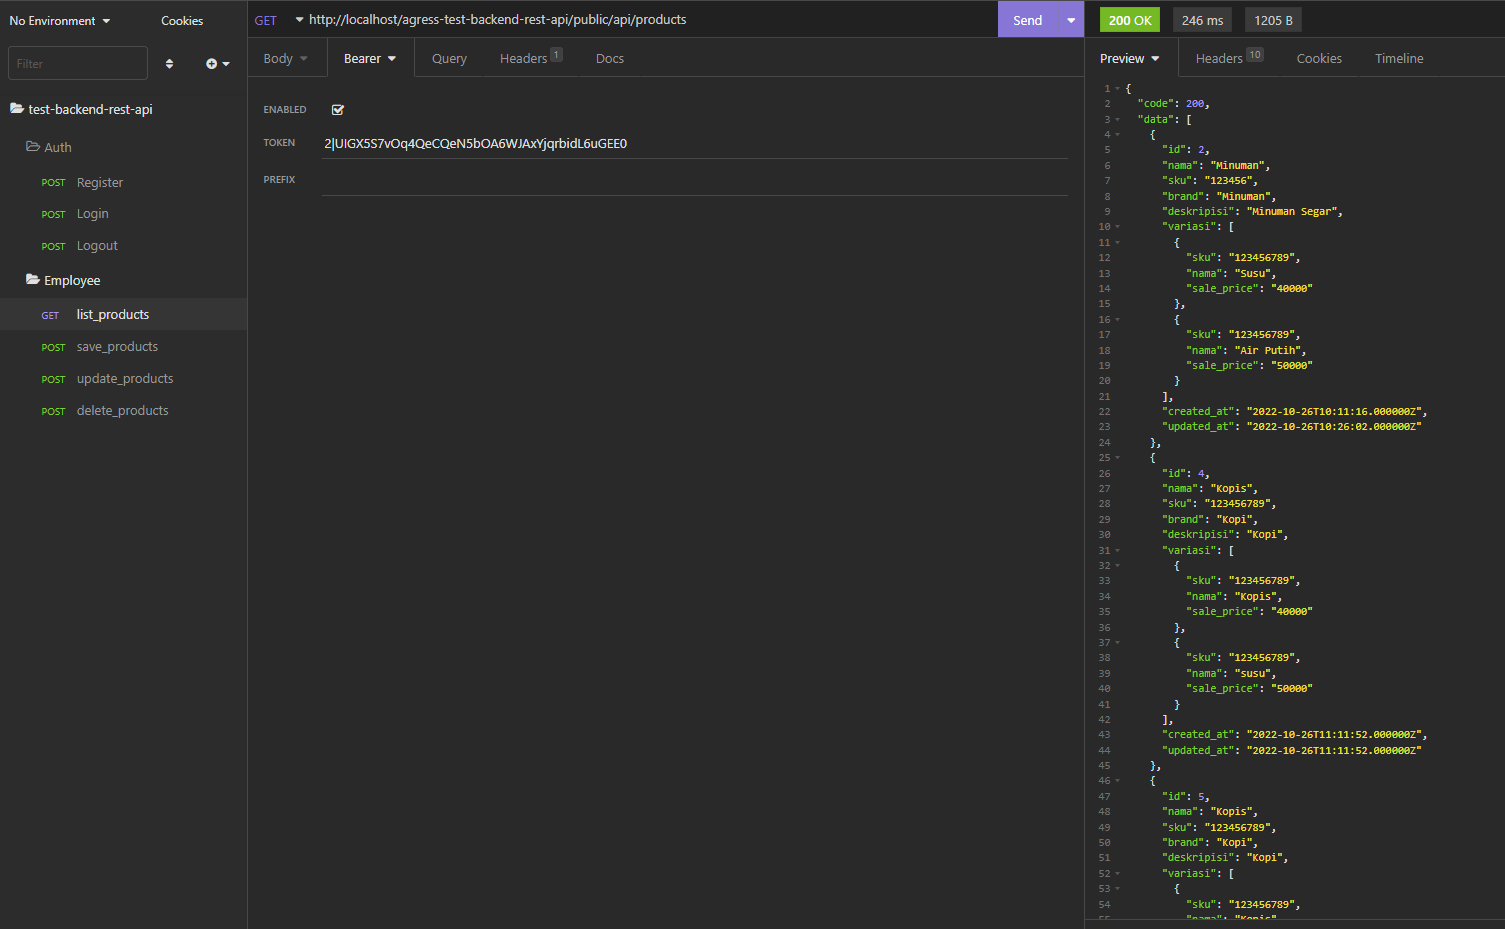 No Environment
Cookies
Filter
test-backend-rest-api
Auth
POST Register
POST Login
POST Logout
Employee
GET list_products
POST save_products
POST update_products
POST delete_products
GET http://localhost/agress-test-backend-rest-api/public/api/products
Send
Body Bearer Query Headers 1 Docs
ENABLED
TOKEN 2|UIGX5S7vOq4QeCQeN5bOA6WJAxYjqrbidL6uGEE0
PREFIX
200 OK 246 ms 1205 B
Preview Headers 10 Cookies Timeline
1 {
2 "code": 200,
3 "data": [
4 {
5 "id": 2,
6 "nama": "Minuman",
7 "sku": "123456",
8 "brand": "Minuman",
9 "deskripisi": "Minuman Segar",
10 "variasi": [
11 {
12 "sku": "123456789",
13 "nama": "Susu",
14 "sale_price": "40000"
15 },
16 {
17 "sku": "123456789",
18 "nama": "Air Putih",
19 "sale_price": "50000"
20 }
21 ],
22 "created_at": "2022-10-26T10:11:16.000000Z",
23 "updated_at": "2022-10-26T10:26:02.000000Z"
24 },
25 {
26 "id": 4,
27 "nama": "Kopis",
28 "sku": "123456789",
29 "brand": "Kopi",
30 "deskripisi": "Kopi",
31 "variasi": [
32 {
33 "sku": "123456789",
34 "nama": "Kopis",
35 "sale_price": "40000"
36 },
37 {
38 "sku": "123456789",
39 "nama": "susu",
40 "sale_price": "50000"
41 }
42 ],
43 "created_at": "2022-10-26T11:11:52.000000Z",
44 "updated_at": "2022-10-26T11:11:52.000000Z"
45 },
46 {
47 "id": 5,
48 "nama": "Kopis",
49 "sku": "123456789",
50 "brand": "Kopi",
51 "deskripisi": "Kopi",
52 "variasi": [
53 {
54 "sku": "123456789",
55 "nama": "Kopis",